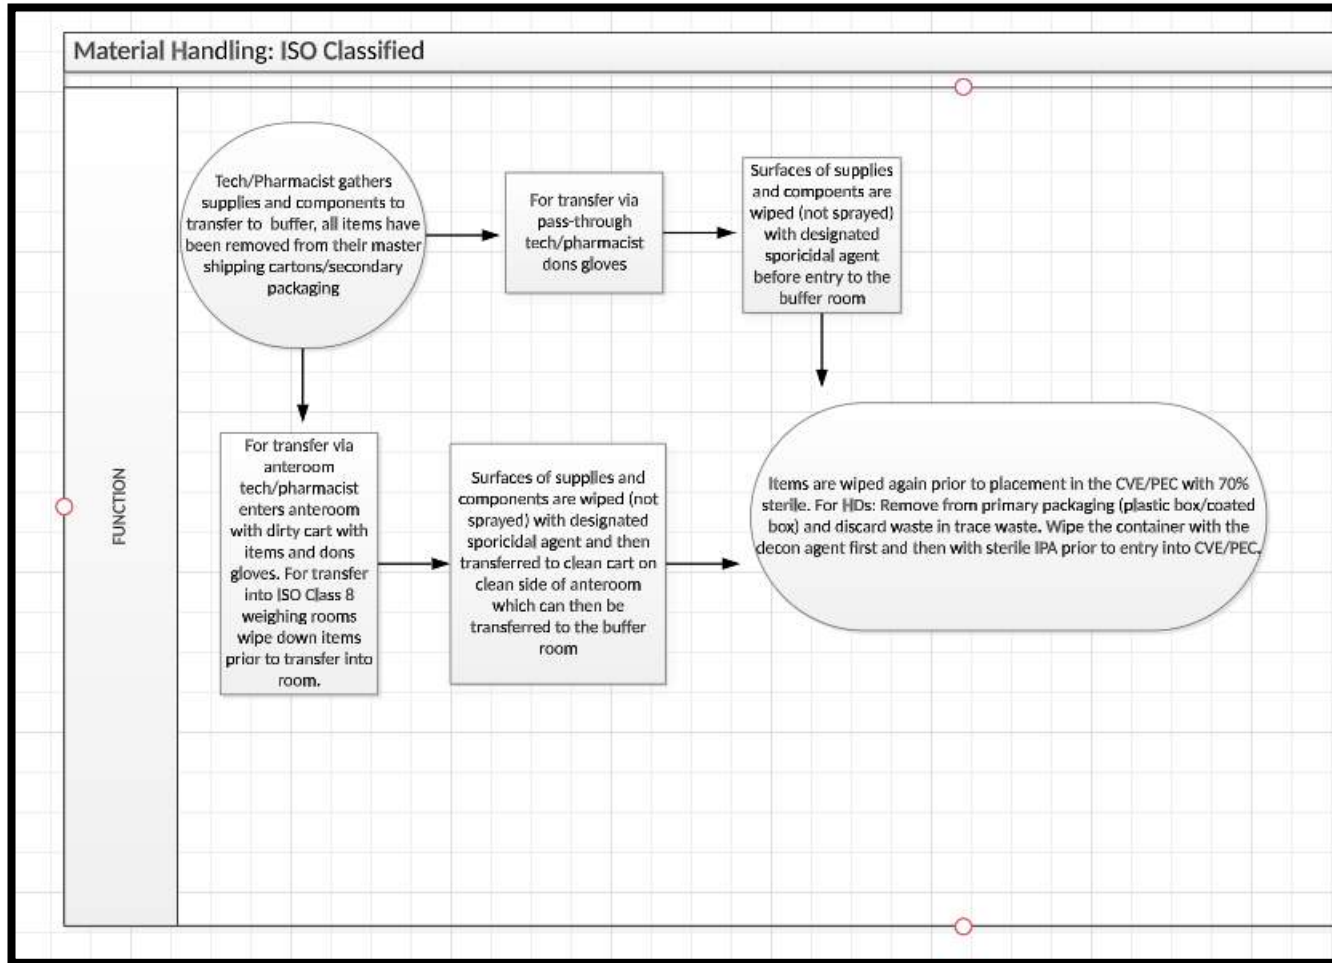 Material Handling: ISO Classified
FUNCTION
Tech/Pharmacist gathers
supplies and components to
transfer to buffer, all items have
been removed from their master
shipping cartons/secondary
packaging
For transfer via
pass-through
tech/pharmacist
dons gloves
Surfaces of supplies
and compoents are
wiped (not sprayed)
with designated
sporicidal agent
before entry to the
buffer room
For transfer via
anteroom
tech/pharmacist
enters anteroom
with dirty cart with
items and dons
gloves. For transfer
into ISO Class 8
weighing rooms
wipe down items
prior to transfer into
room.
Surfaces of supplies and
components are wiped (not
sprayed) with designated
sporicidal agent and then
transferred to clean cart on
clean side of anteroom
which can then be
transferred to the buffer
room
Items are wiped again prior to placement in the CVE/PEC with 70%
sterile. For HDs: Remove from primary packaging (plastic box/coated
box) and discard waste in trace waste. Wipe the container with the
decon agent first and then with sterile IPA prior to entry into CVE/PEC.